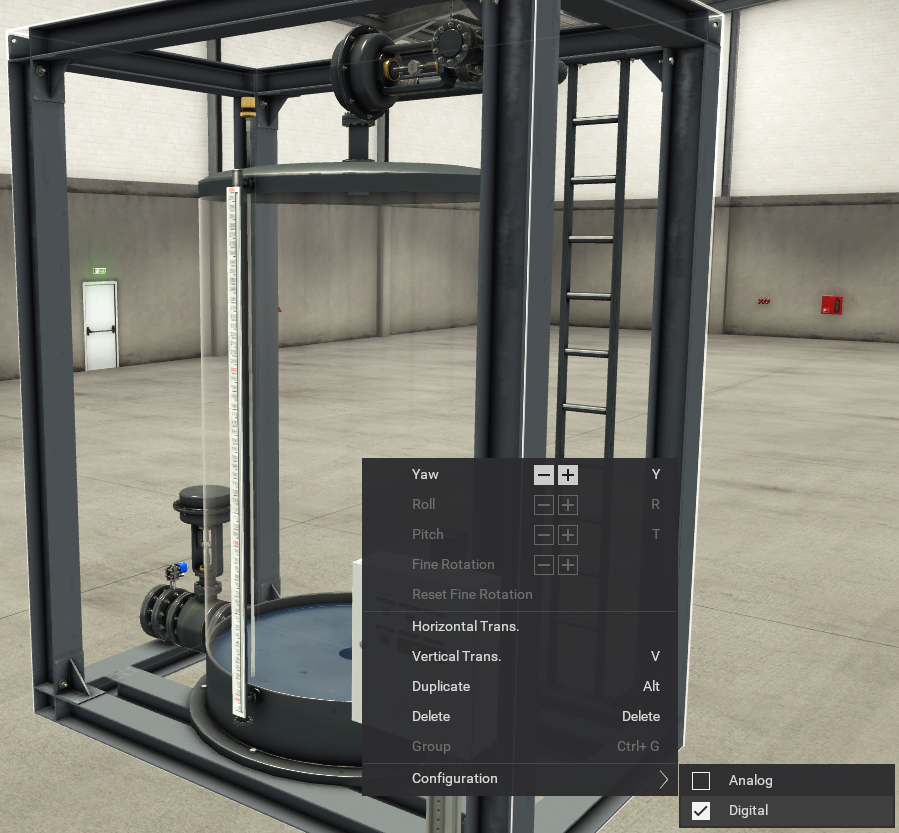 Yaw Y
Roll R
Pitch T
Fine Rotation
Reset Fine Rotation
Horizontal Trans.
Vertical Trans. V
Duplicate Alt
Delete Delete
Group Ctrl+ G
Configuration
Analog
Digital